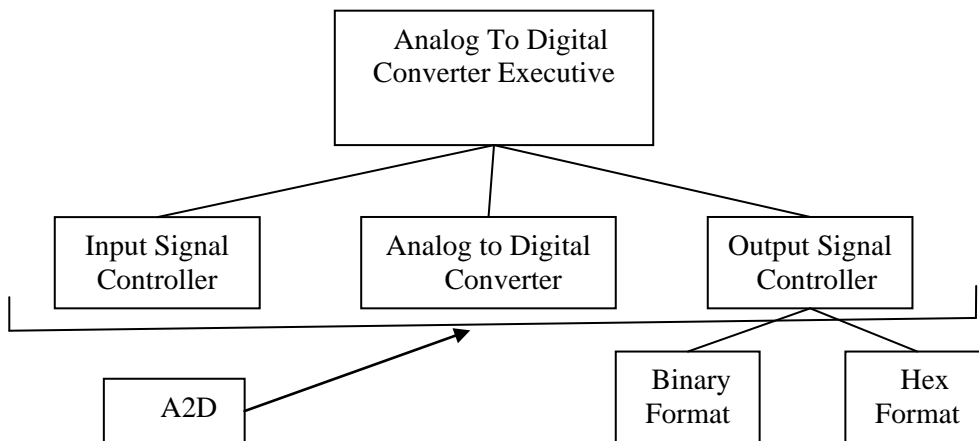 Analog To Digital
Converter Executive
Input Signal
Controller
Analog to Digital
Converter
Output Signal
Controller
A2D
Binary
Format
Hex
Format